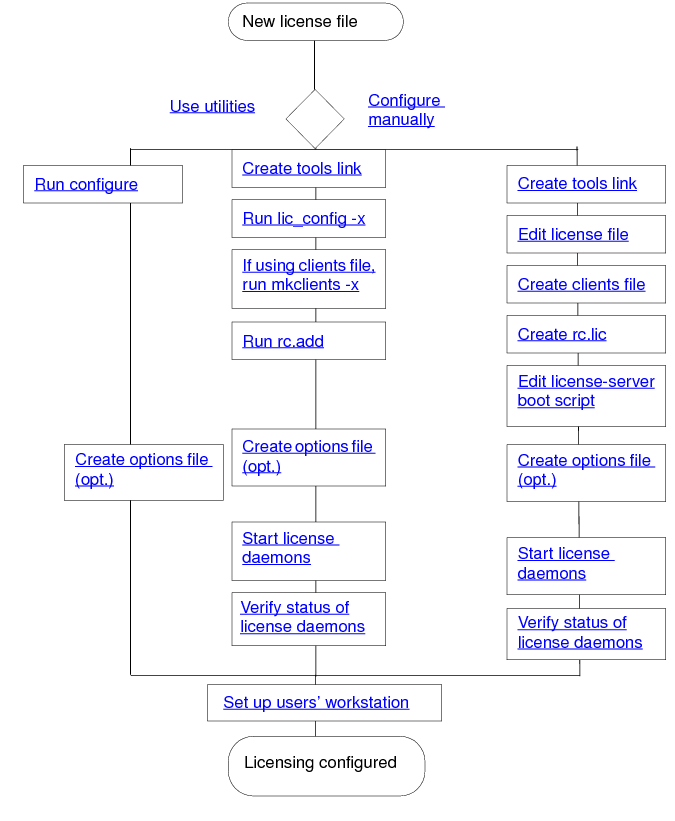 New license file
Use utilities
Configure
manually
Run configure
Create options file
(opt.)
Create tools link
Run lic_config -x
If using clients file,
run mkclients -x
Run rc.add
Create options file
(opt.)
Start license
daemons
Verify status of
license daemons
Create tools link
Edit license file
Create clients file
Create rc.lic
Edit license-server
boot script
Create options file
(opt.)
Start license
daemons
Verify status of
license daemons
Set up users’ workstation
Licensing configured